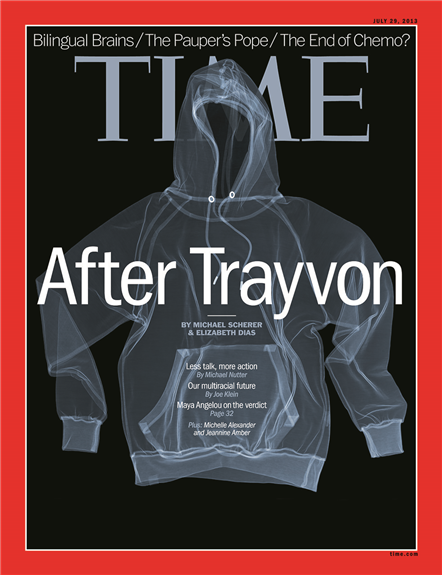 JULY 29, 2013
Bilingual Brains / The Pauper's Pope / The End of Chemo?
TIME
After Trayvon
BY MICHAEL SCHERER
& ELIZABETH DIAS
Less talk, more action
By Michael Nutter
Our multiracial future
By Joe Klein
Maya Angelou on the verdict
Page 32
Plus: Michelle Alexander
and Jeannine Amber
time.com